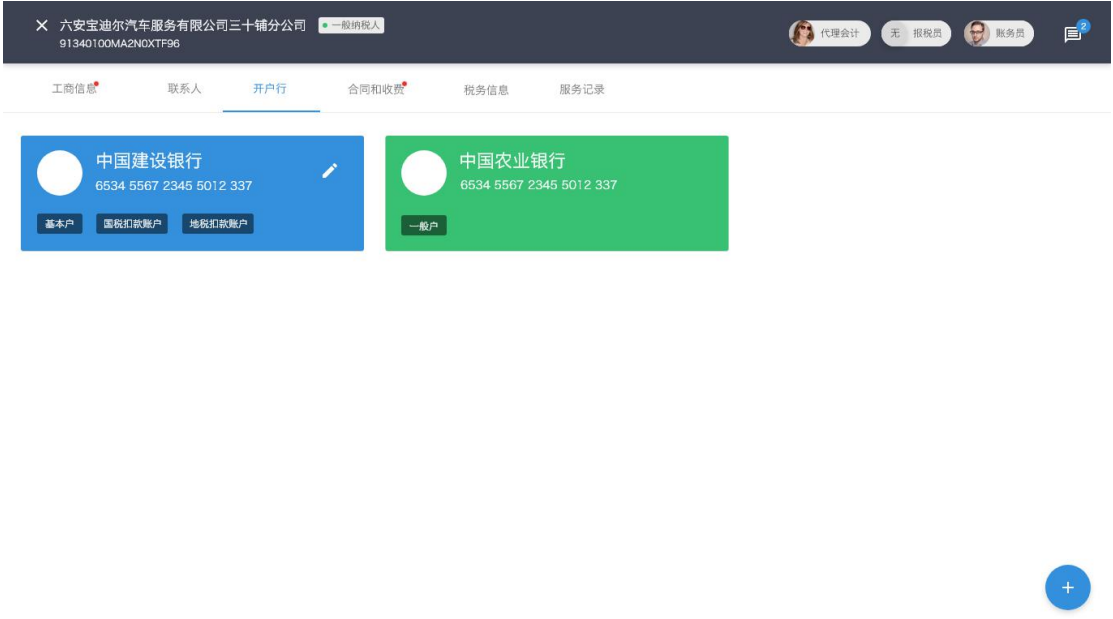 六安宝迪尔汽车服务有限公司三十铺分公司 一般纳税人
91340100MA2N0XTF96
代理会计 无 报税员 账务员 2
工商信息 联系人 开户行 合同和收费 税务信息 服务记录
中国建设银行
6534 5567 2345 5012 337
基本户 国税扣款账户 地税扣款账户
中国农业银行
6534 5567 2345 5012 337
一般户